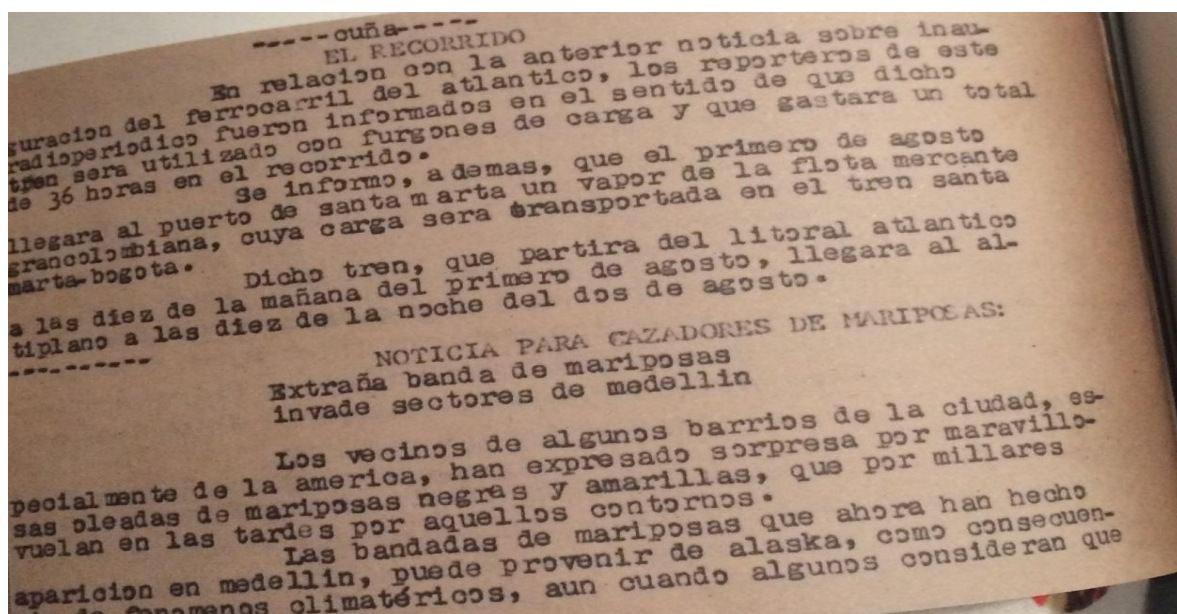 -----cuña-----
EL RECORRIDO
En relacion con la anterior noticia sobre inau-
guracion del ferrocarril del atlantico, los reporteros de este
radioperiodico fueron informados en el sentido de que dicho
tren sera utilizado con furgones de carga y que gastara un total
de 36 horas en el recorrido.
Se informo, ademas, que el primero de agosto
llegara al puerto de santa marta un vapor de la flota mercante
grancolombiana, cuya carga sera transportada en el tren santa
marta-bogota.
Dicho tren, que partira del litoral atlantico
a las diez de la mañana del primero de agosto, llegara al al-
tiplano a las diez de la noche del dos de agosto.
----------
NOTICIA PARA CAZADORES DE MARIPOSAS:
Extraña banda de mariposas
invade sectores de medellin
Los vecinos de algunos barrios de la ciudad, es-
pecialmente de la america, han expresado sorpresa por maravillo-
sas oleadas de mariposas negras y amarillas, que por millares
vuelan en las tardes por aquellos contornos.
Las bandadas de mariposas que ahora han hecho
aparicion en medellin, puede provenir de alaska, como consecuen-
fenomenos climatéricos, aun cuando algunos consideran que